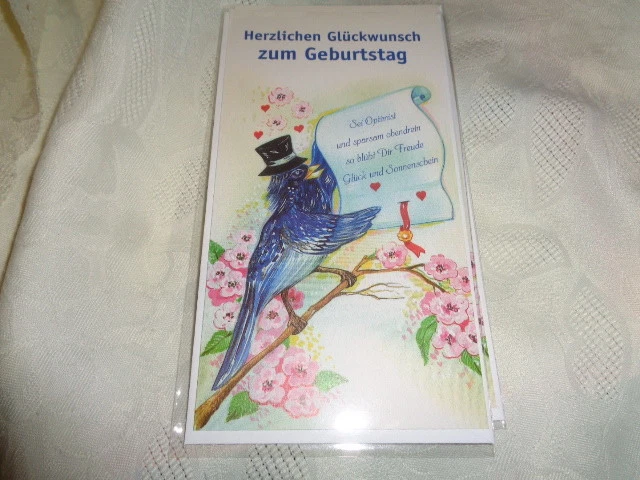 Herzlichen Glückwunsch
zum Geburtstag
Sei Optimist
und sparsam obendrein
so blüht Dir Freude
Glück und Sonnenschein